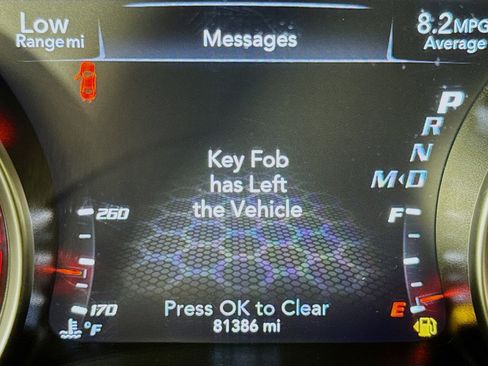 Low
Range mi
Messages
8.2 MPG
Average
P
R
N
M<D
Key Fob
has Left
the Vehicle
260
F
170
E
°F
Press OK to Clear
81386 mi